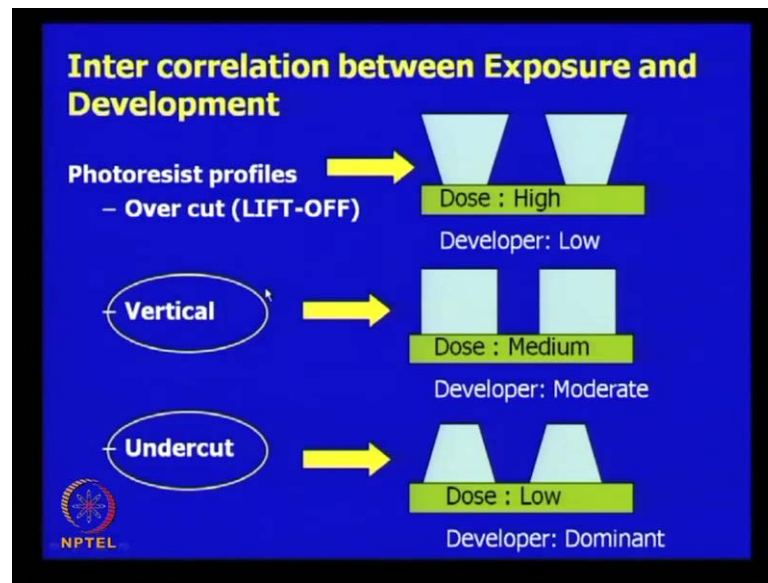 Inter correlation between Exposure and
Development
Photoresist profiles
– Over cut (LIFT-OFF)
Dose : High
Developer: Low
– Vertical
Dose : Medium
Developer: Moderate
– Undercut
Dose : Low
Developer: Dominant
NPTEL